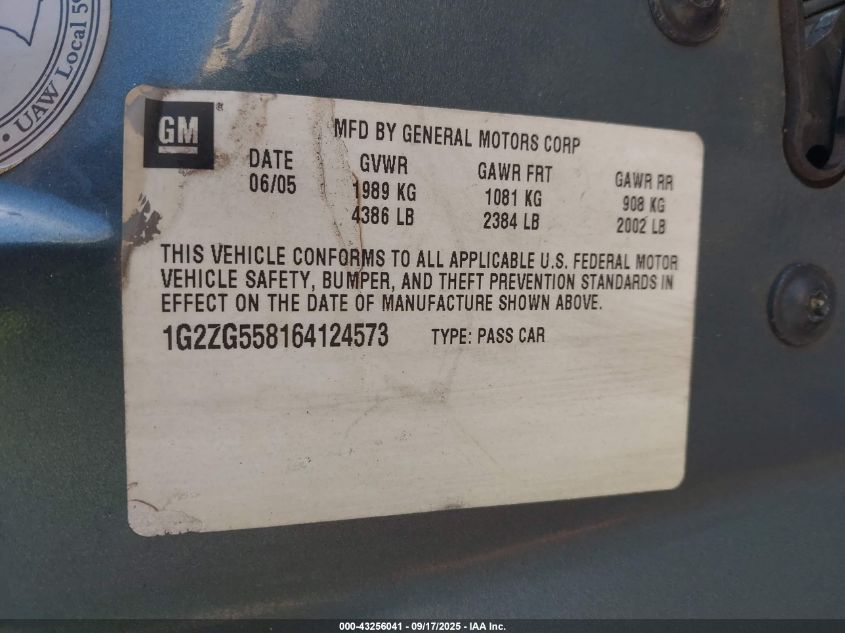 UAW Local 59
GM ®
MFD BY GENERAL MOTORS CORP
DATE GVWR GAWR FRT GAWR RR
06/05 1989 KG 1081 KG 908 KG
4386 LB 2384 LB 2002 LB
THIS VEHICLE CONFORMS TO ALL APPLICABLE U.S. FEDERAL MOTOR
VEHICLE SAFETY, BUMPER, AND THEFT PREVENTION STANDARDS IN
EFFECT ON THE DATE OF MANUFACTURE SHOWN ABOVE.
1G2ZG558164124573 TYPE: PASS CAR
000-43256041 - 09/17/2025 - IAA Inc.